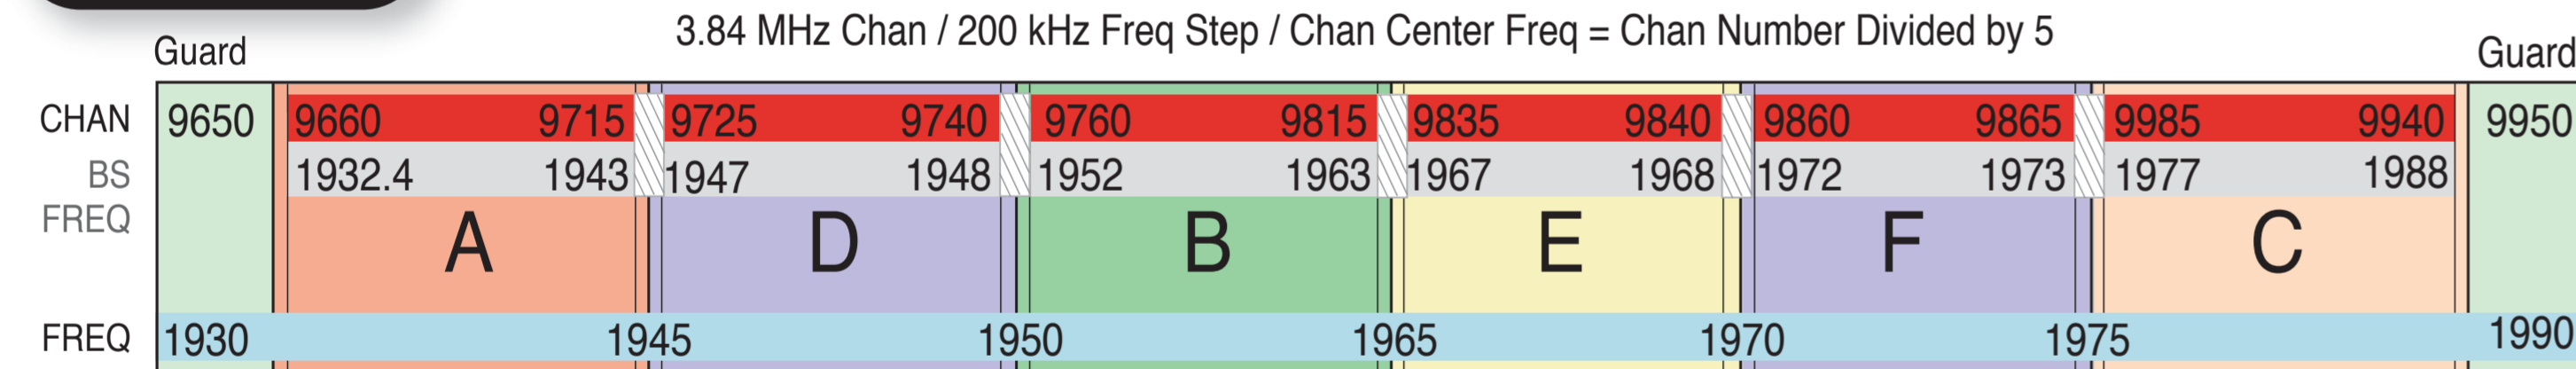 3.84 MHz Chan / 200 kHz Freq Step / Chan Center Freq = Chan Number Divided by 5
Guard Guard
CHAN 9650 9660 9715 9725 9740 9760 9815 9835 9840 9860 9865 9985 9940 9950
BS 1932.4 1943 1947 1948 1952 1963 1967 1968 1972 1973 1977 1988
FREQ
A D B E F C
FREQ 1930 1945 1950 1965 1970 1975 1990